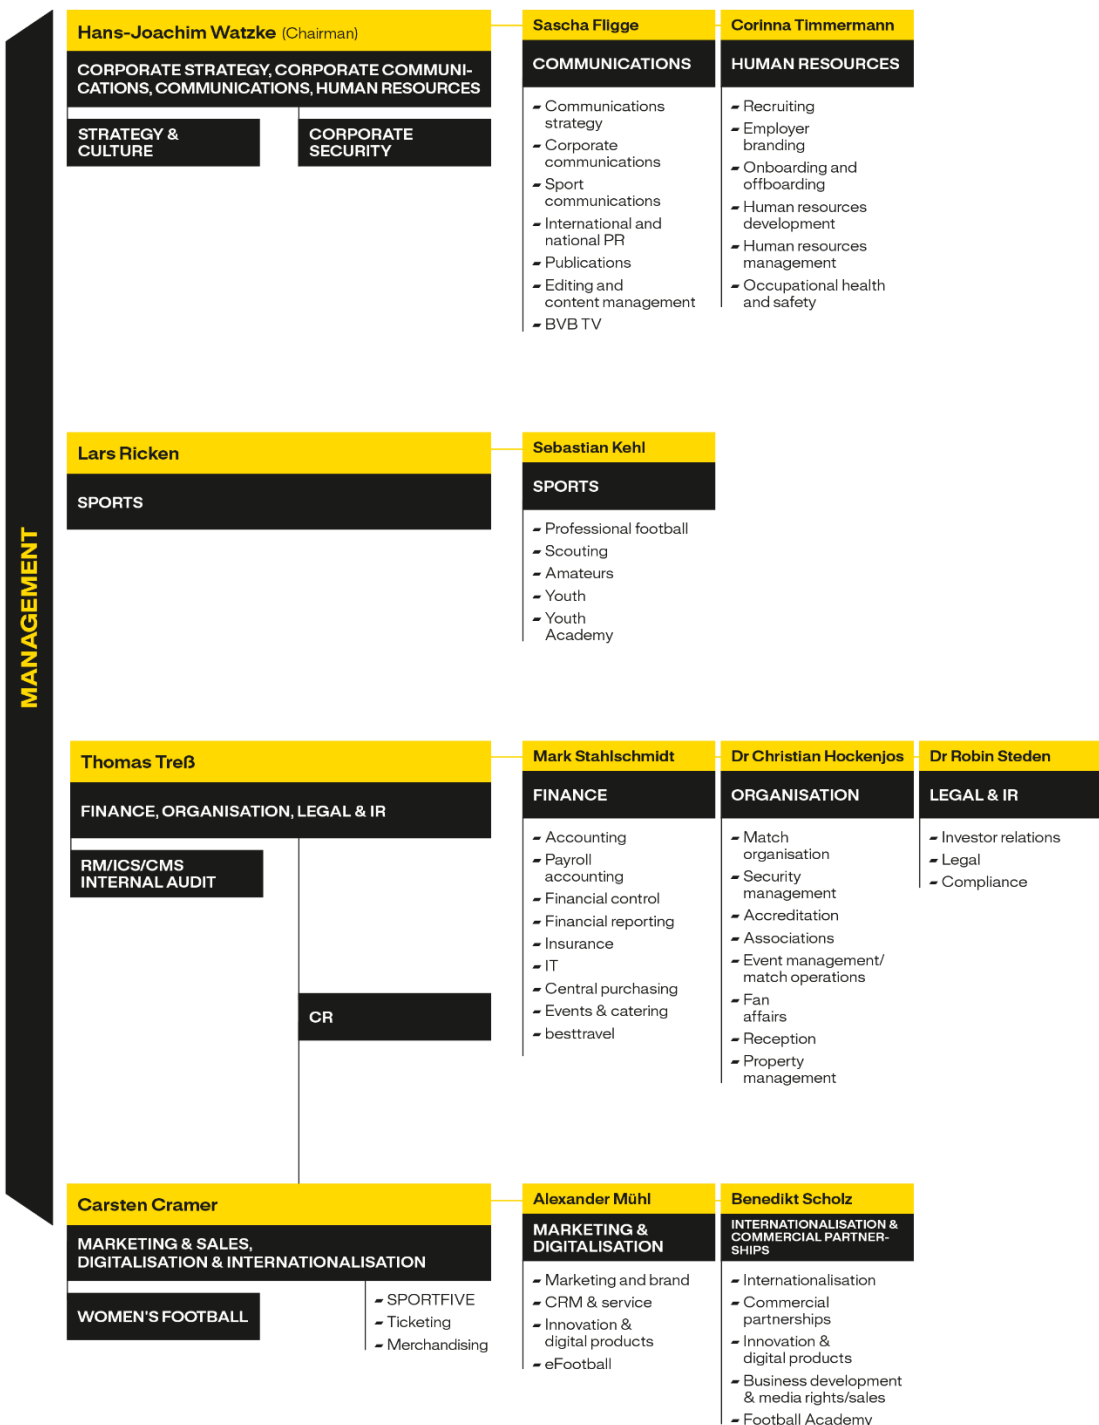 MANAGEMENT
Hans-Joachim Watzke (Chairman)
CORPORATE STRATEGY, CORPORATE COMMUNI-
CATIONS, COMMUNICATIONS, HUMAN RESOURCES
STRATEGY &
CULTURE
CORPORATE
SECURITY
Sascha Fligge
COMMUNICATIONS
- Communications
strategy
- Corporate
communications
- Sport
communications
- International and
national PR
- Publications
- Editing and
content management
- BVB TV
Corinna Timmermann
HUMAN RESOURCES
- Recruiting
- Employer
branding
- Onboarding and
offboarding
- Human resources
development
- Human resources
management
- Occupational health
and safety
Lars Ricken
SPORTS
Sebastian Kehl
SPORTS
- Professional football
- Scouting
- Amateurs
- Youth
- Youth
Academy
Thomas Treß
FINANCE, ORGANISATION, LEGAL & IR
RM/ICS/CMS
INTERNAL AUDIT
CR
Mark Stahlschmidt
FINANCE
- Accounting
- Payroll
accounting
- Financial control
- Financial reporting
- Insurance
- IT
- Central purchasing
- Events & catering
- besttravel
Dr Christian Hockenjos
ORGANISATION
- Match
organisation
- Security
management
- Accreditation
- Associations
- Event management/
match operations
- Fan
affairs
- Reception
- Property
management
Dr Robin Steden
LEGAL & IR
- Investor relations
- Legal
- Compliance
Carsten Cramer
MARKETING & SALES,
DIGITALISATION & INTERNATIONALISATION
WOMEN'S FOOTBALL
- SPORTFIVE
- Ticketing
- Merchandising
Alexander Mühl
MARKETING &
DIGITALISATION
- Marketing and brand
- CRM & service
- Innovation &
digital products
- eFootball
Benedikt Scholz
INTERNATIONALISATION &
COMMERCIAL PARTNER-
SHIPS
- Internationalisation
- Commercial
partnerships
- Innovation &
digital products
- Business development
& media rights/sales
- Football Academy